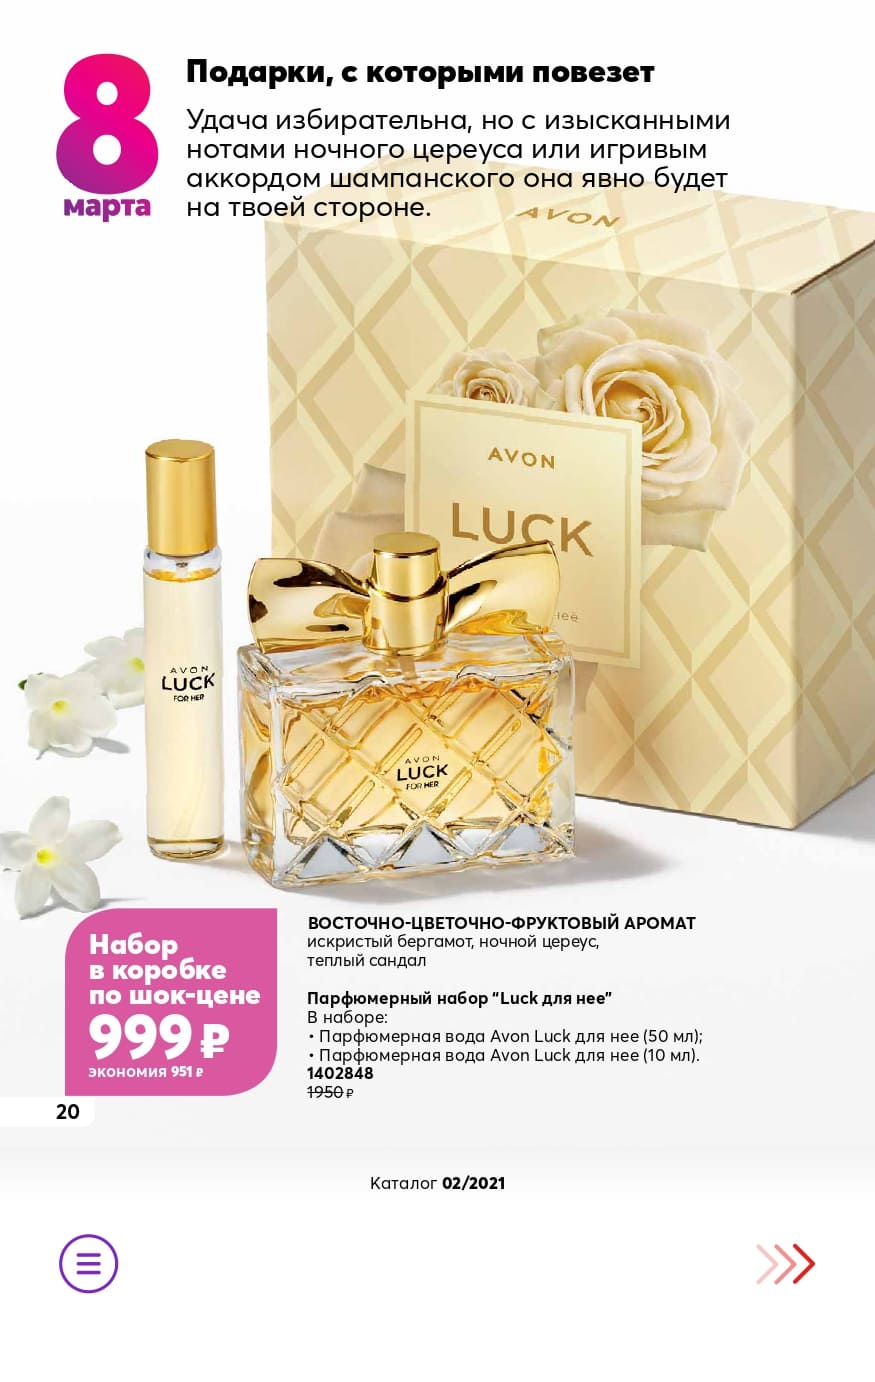 8
марта
Подарки, с которыми повезет
Удача избирательна, но с изысканными
нотами ночного цереуса или игривым
аккордом шампанского она явно будет
на твоей стороне.
AVON
AVON
LUCK
AVON
LUCK
FOR HER
AVON
LUCK
FOR HER
Набор
в коробке
по шок-цене
999 ₽
экономия 951 ₽
ВОСТОЧНО-ЦВЕТОЧНО-ФРУКТОВЫЙ АРОМАТ
искристый бергамот, ночной цереус,
теплый сандал
Парфюмерный набор “Luck для нее”
В наборе:
• Парфюмерная вода Avon Luck для нее (50 мл);
• Парфюмерная вода Avon Luck для нее (10 мл).
1402848
1950 ₽
20
Каталог 02/2021